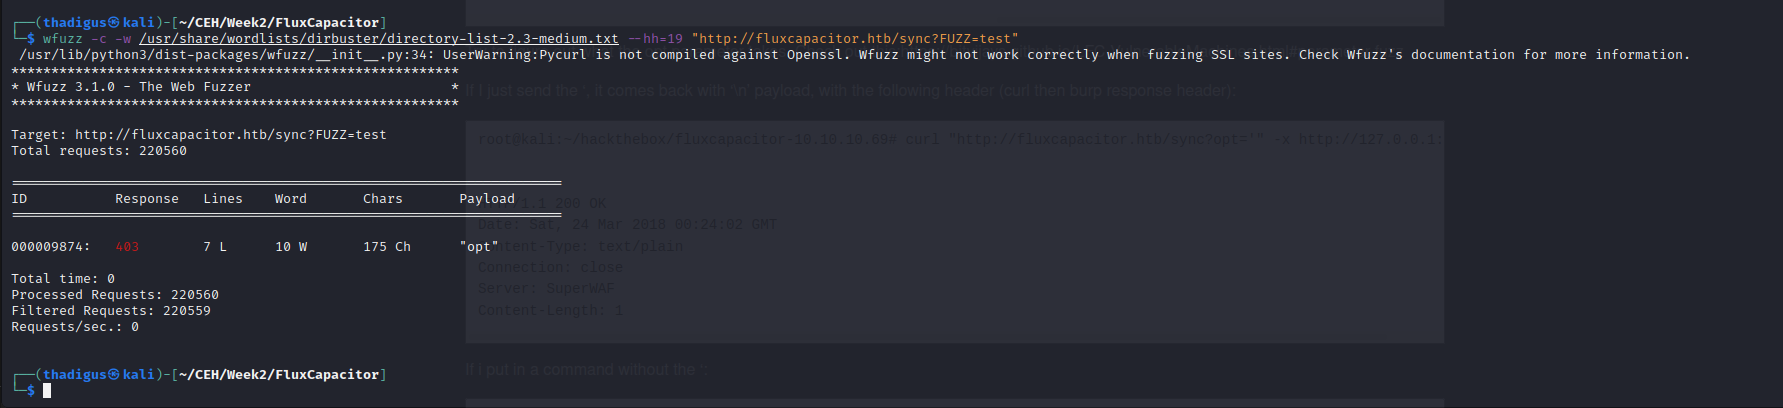 ┌──(thadigus㉿kali)-[~/CEH/Week2/FluxCapacitor]
└─$ wfuzz -c -w /usr/share/wordlists/dirbuster/directory-list-2.3-medium.txt --hh=19 "http://fluxcapacitor.htb/sync?FUZZ=test"
/usr/lib/python3/dist-packages/wfuzz/__init__.py:34: UserWarning:Pycurl is not compiled against Openssl. Wfuzz might not work correctly when fuzzing SSL sites. Check Wfuzz's documentation for more information.
********************************************************
* Wfuzz 3.1.0 - The Web Fuzzer                         *
********************************************************
If I just send the ', it comes back with '\n' payload, with the following header (curl then burp response header):
Target: http://fluxcapacitor.htb/sync?FUZZ=test
root@kali:~/hackthebox/fluxcapacitor-10.10.10.69# curl "http://fluxcapacitor.htb/sync?opt='" -x http://127.0.0.1:
Total requests: 220560
=====================================================================
ID           Response   Lines    Word       Chars       Payload
=====================================================================
1.1 200 OK
Date: Sat, 24 Mar 2018 00:24:02 GMT
000009874:   403        7 L      10 W       175 Ch      "opt"
ntent-Type: text/plain
Connection: close
Total time: 0
Server: SuperWAF
Processed Requests: 220560
Content-Length: 1
Filtered Requests: 220559
Requests/sec.: 0
If I put in a command without the ':
┌──(thadigus㉿kali)-[~/CEH/Week2/FluxCapacitor]
└─$